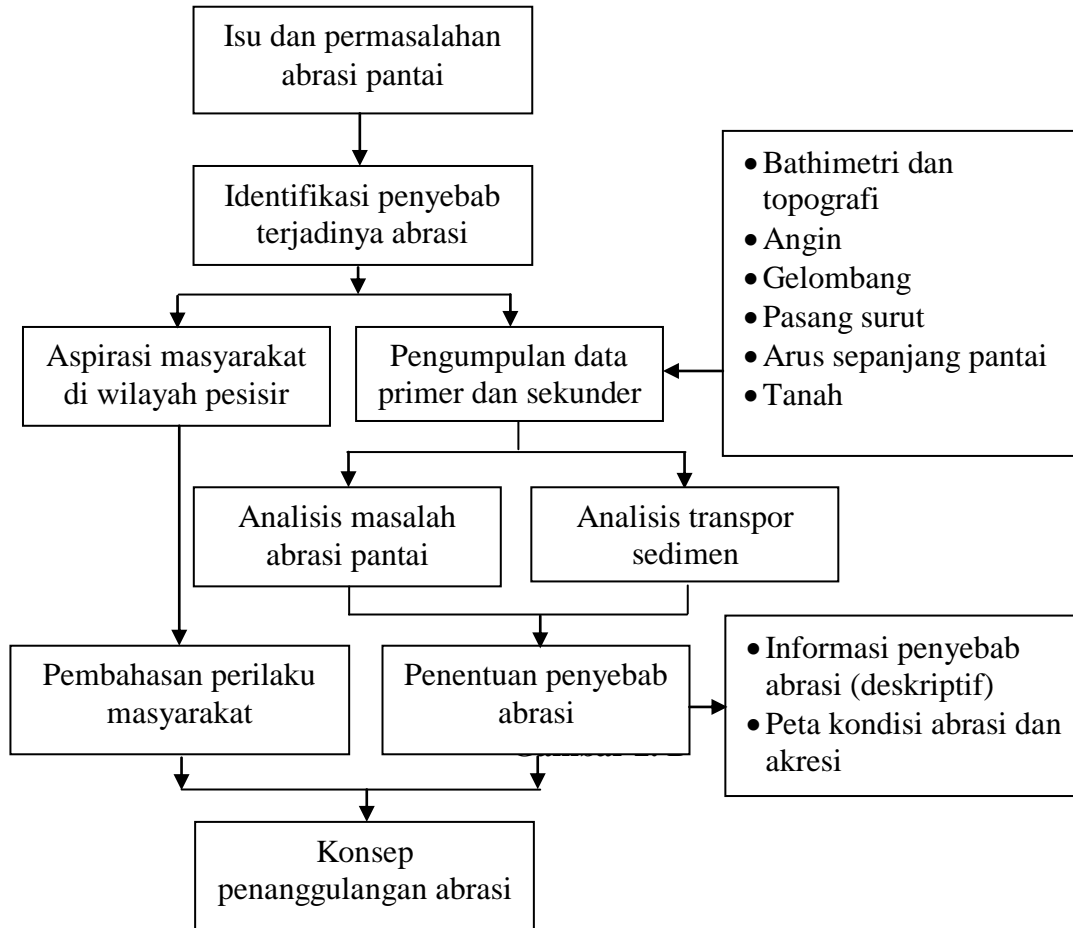 Isu dan permasalahan
abrasi pantai
Identifikasi penyebab
terjadinya abrasi
• Bathimetri dan
topografi
• Angin
• Gelombang
• Pasang surut
• Arus sepanjang pantai
• Tanah
Aspirasi masyarakat
di wilayah pesisir
Pengumpulan data
primer dan sekunder
Analisis masalah
abrasi pantai
Analisis transpor
sedimen
Pembahasan perilaku
masyarakat
Penentuan penyebab
abrasi
• Informasi penyebab
abrasi (deskriptif)
• Peta kondisi abrasi dan
akresi
Konsep
penanggulangan abrasi